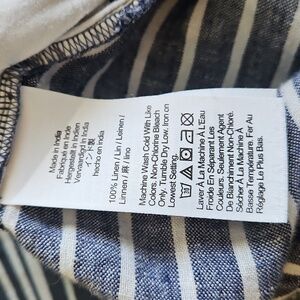 Made in India
Fabriqué en Inde
Hergestellt in Indien
Vervaardigd in India
インド製
hecho en India
100% Linen / Lin / Leinen /
Linnen / 麻 / lino
Machine Wash Cold With Like
Colors, Non-Chlorine Bleach
Only, Tumble Dry Low, Iron on
Lowest Setting.
Laver À La Machine À L'Eau
Froide En Séparant Les
Couleurs, Seulement Agent
De Blanchiment Non-Chloré.
Sécher À La Machine À
Basse Température. Fer Au
Réglage Le Plus Bas.